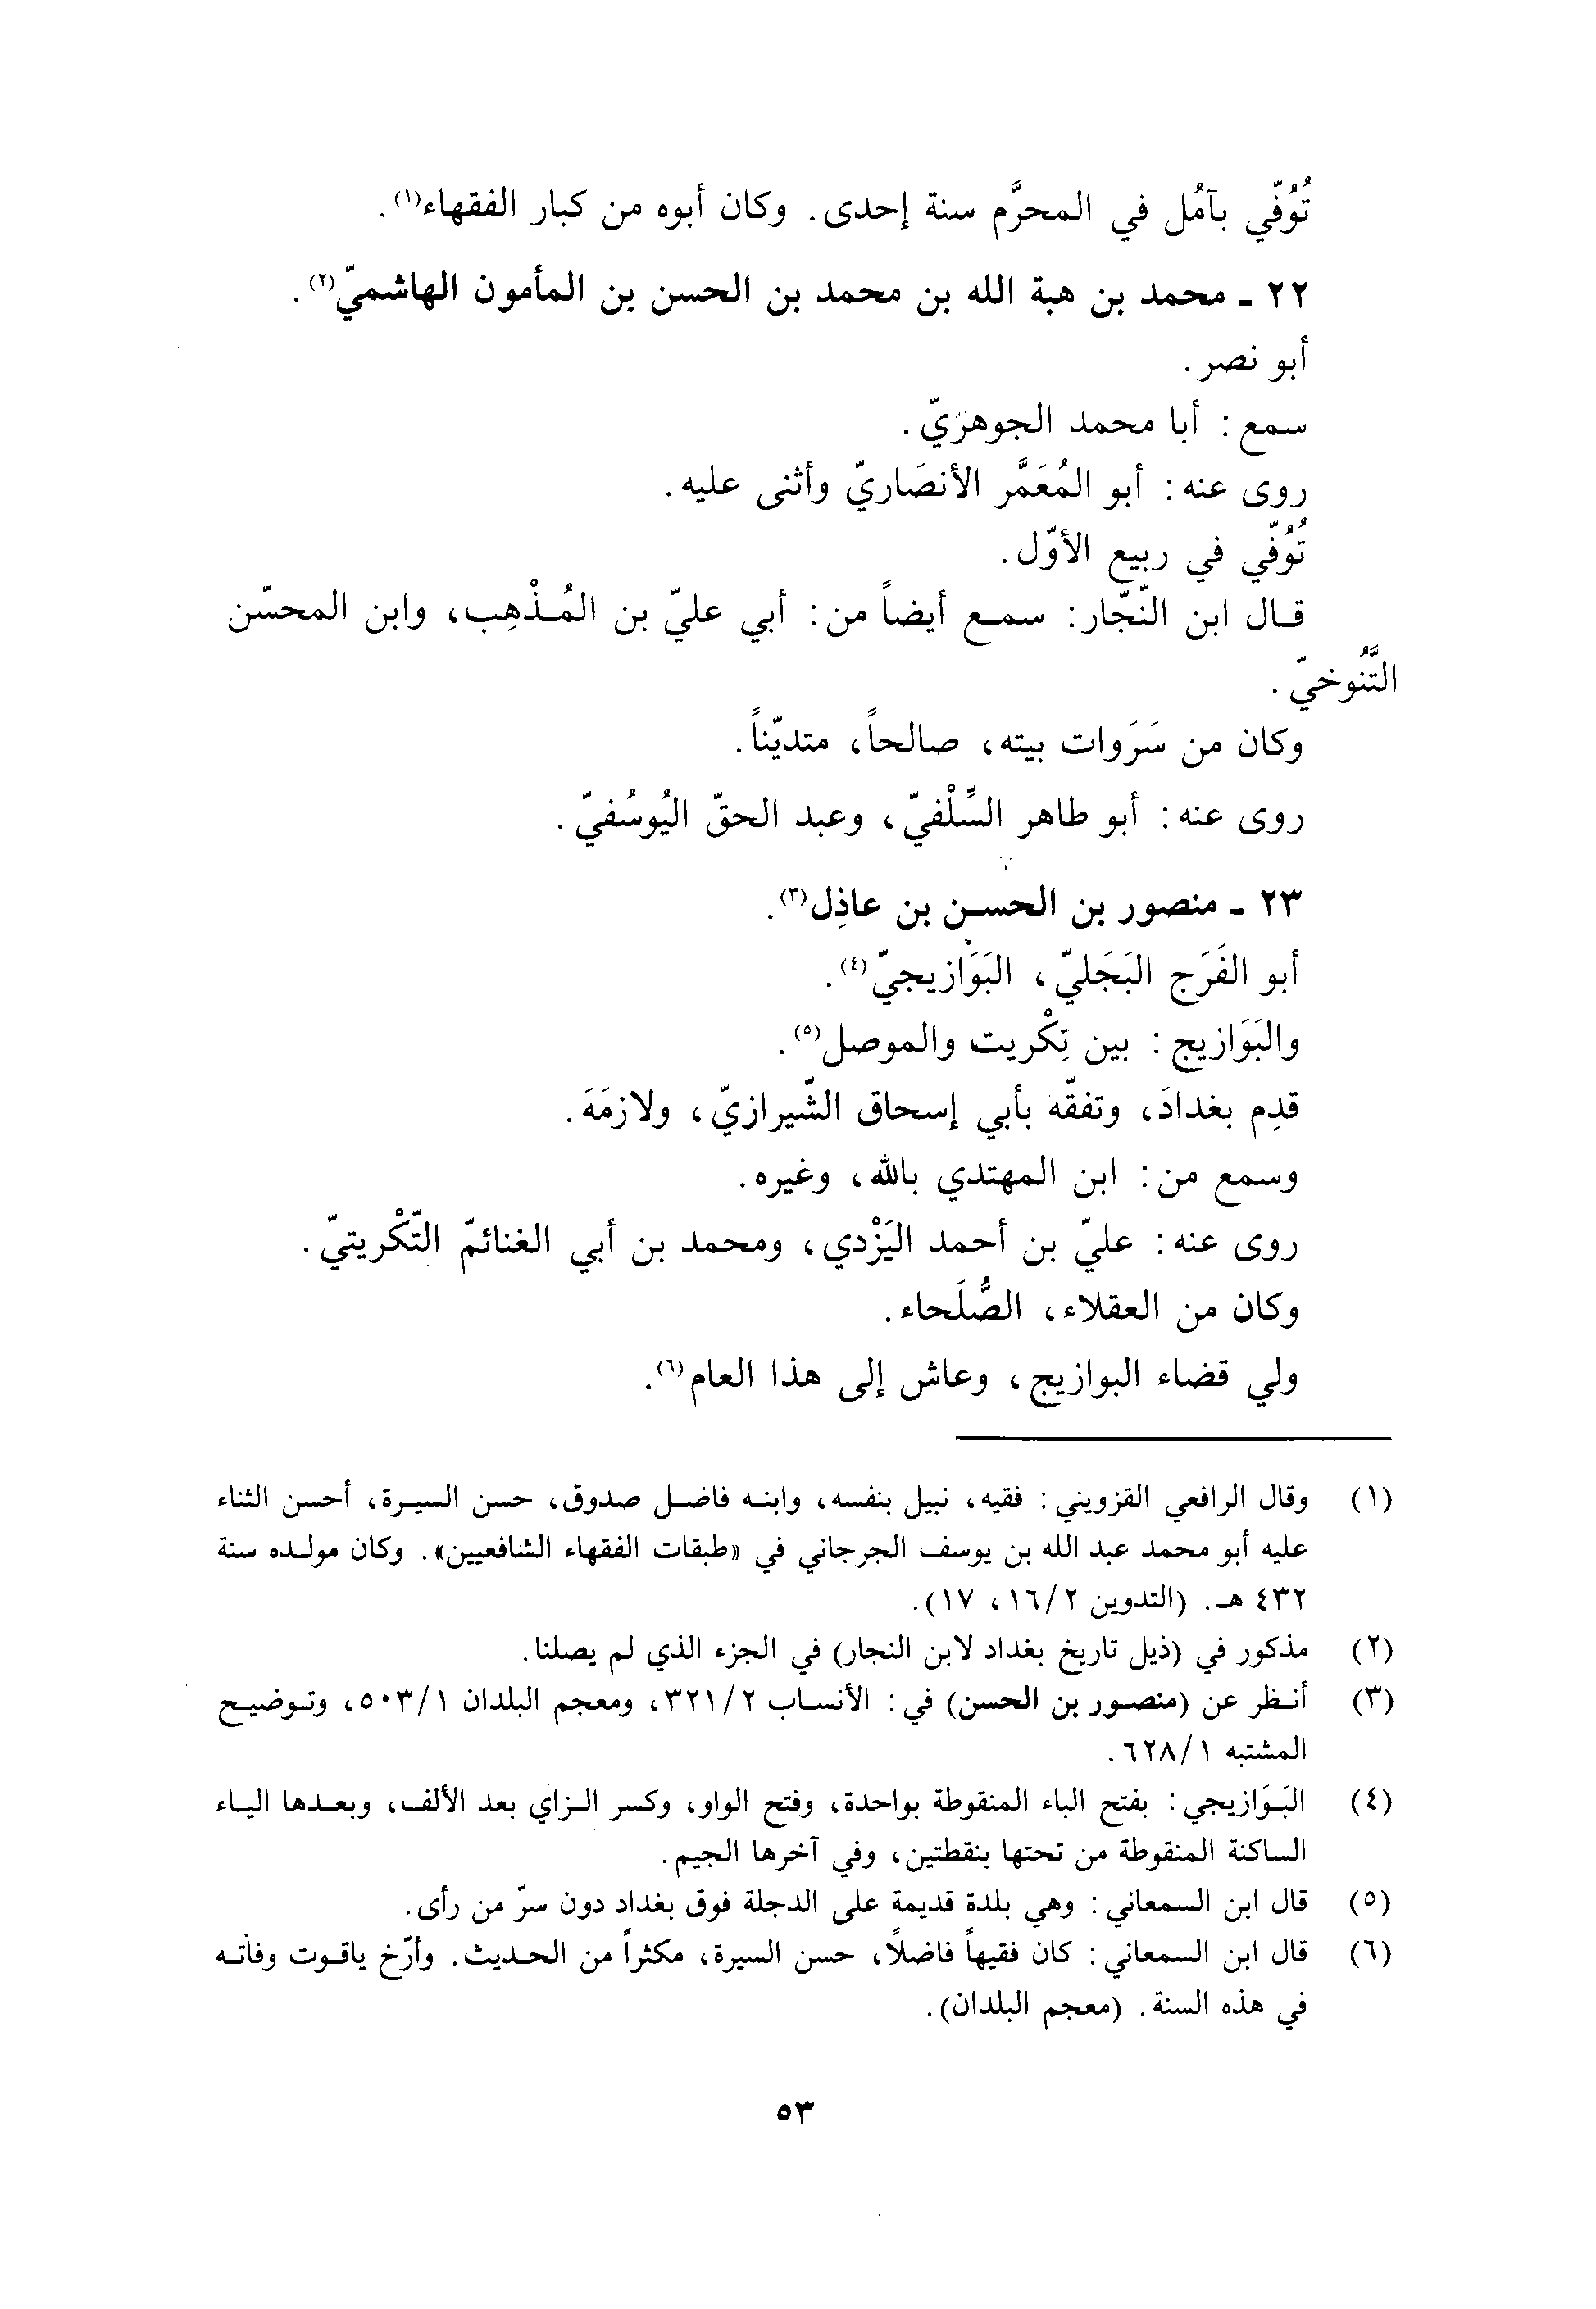 تُوُفّي بآمُل في المحرَّم سنة إحدى. وكان أبوه من كبار الفقهاء(١).
٢٢ ـ محمد بن هبة الله بن محمد بن الحسن بن المأمون الهاشميّ(٢).
أبو نصر.
سمع: أبا محمد الجوهريّ.
روى عنه: أبو المُعَمَّر الأنصَاريّ وأثنى عليه.
تُوُفّي في ربيع الأوّل.
قال ابن النّجّار: سمع أيضاً من: أبي عليّ بن المُذْهِب، وابن المحسّن
التَّنُوخيّ.
وكان من سَرَوات بيته، صالحاً، متديّناً.
روى عنه: أبو طاهر السِّلْفيّ، وعبد الحقّ اليُوسُفيّ.
٢٣ ـ منصور بن الحسن بن عاذِل(٣).
أبو الفَرَج البَجَليّ، البَوَازيجيّ(٤).
والبَوَازيج: بين تِكْريت والموصل(٥).
قدِم بغدادَ، وتفقّه بأبي إسحاق الشّيرازيّ، ولازمَهَ.
وسمع من: ابن المهتدي بالله، وغيره.
روى عنه: عليّ بن أحمد اليَزْدي، ومحمد بن أبي الغنائمّ التّكْريتيّ.
وكان من العقلاء، الصُّلَحاء.
ولي قضاء البوازيج، وعاش إلى هذا العام(٦).
(١) وقال الرافعي القزويني: فقيه، نبيل بنفسه، وابنه فاضل صدوق، حسن السيرة، أحسن الثناء
عليه أبو محمد عبد الله بن يوسف الجرجاني في «طبقات الفقهاء الشافعيين». وكان مولده سنة
٤٣٢ هـ. (التدوين ١٦/٢، ١٧).
(٢) مذكور في (ذيل تاريخ بغداد لابن النجار) في الجزء الذي لم يصلنا.
(٣) أنظر عن (منصور بن الحسن) في: الأنساب ٣٢١/٢، ومعجم البلدان ٥٠٣/١، وتوضيح
المشتبه ٦٢٨/١.
(٤) البَوَازيجي: بفتح الباء المنقوطة بواحدة، وفتح الواو، وكسر الزاي بعد الألف، وبعدها الياء
الساكنة المنقوطة من تحتها بنقطتين، وفي آخرها الجيم.
(٥) قال ابن السمعاني: وهي بلدة قديمة على الدجلة فوق بغداد دون سرّ من رأى.
(٦) قال ابن السمعاني: كان فقيهاً فاضلاً، حسن السيرة، مكثراً من الحديث. وأرّخ ياقوت وفاته
في هذه السنة. (معجم البلدان).
٥٣